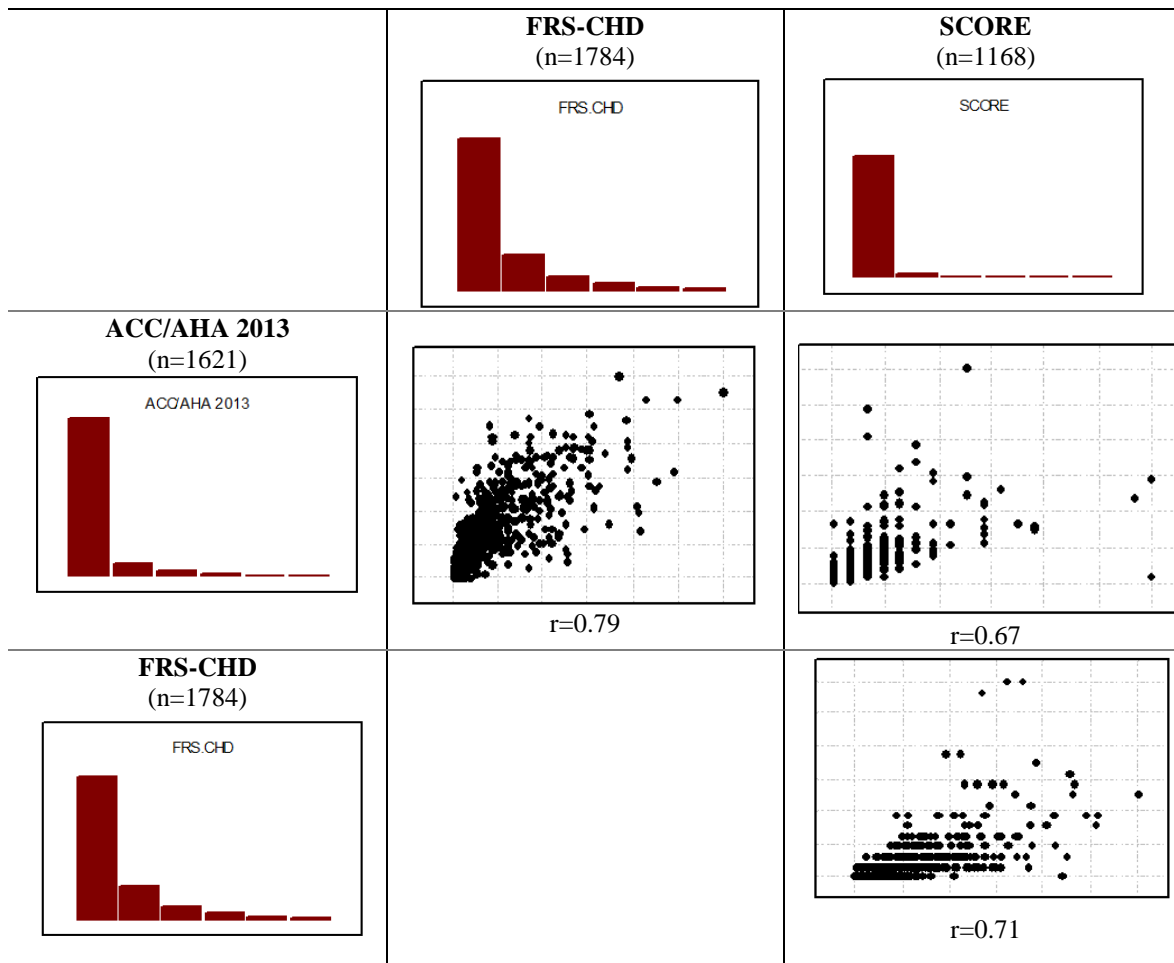 FRS-CHD
(n=1784)
FRS.CHD
SCORE
(n=1168)
SCORE
ACC/AHA 2013
(n=1621)
ACC/AHA 2013
r=0.79
r=0.67
FRS-CHD
(n=1784)
FRS.CHD
r=0.71